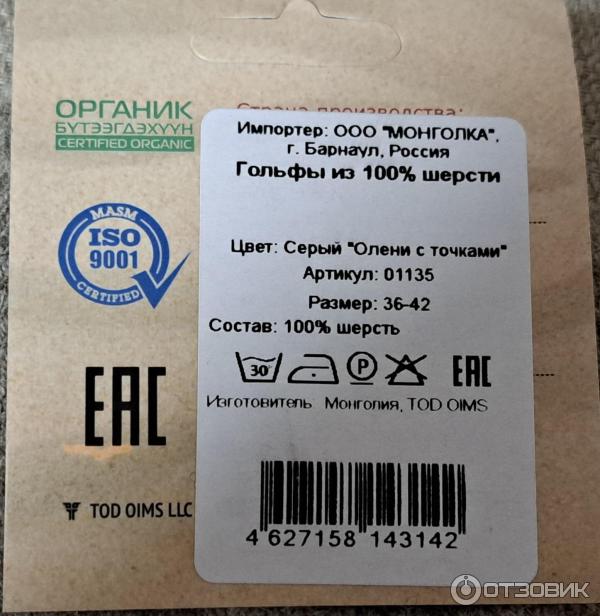 ОРГАНИК
БҮТЭЭГДЭХҮҮН
CERTIFIED ORGANIC
Страна производства:
MASM
ISO
9001
CERTIFIED
EAC
TOD OIMS LLC
Импортер: ООО "МОНГОЛКА",
г. Барнаул, Россия
Гольфы из 100% шерсти
Цвет: Серый "Олени с точками"
Артикул: 01135
Размер: 36-42
Состав: 100% шерсть
30° P EAC
Изготовитель: Монголия, TOD OIMS
4 627158 143142
ОТЗОВИК